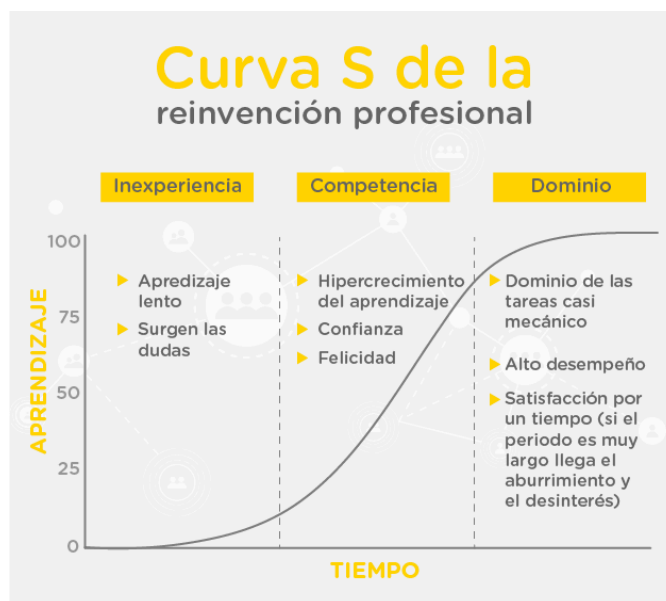 Curva S de la
reinvención profesional
Inexperiencia
Competencia
Dominio
APRENDIZAJE
100
75
50
25
0
Apredizaje
lento
Surgen las
dudas
Hipercrecimiento
del aprendizaje
Confianza
Felicidad
Dominio de las
tareas casi
mecánico
Alto desempeño
Satisfacción por
un tiempo (si el
periodo es muy
largo llega el
aburrimiento y
el desinterés)
TIEMPO